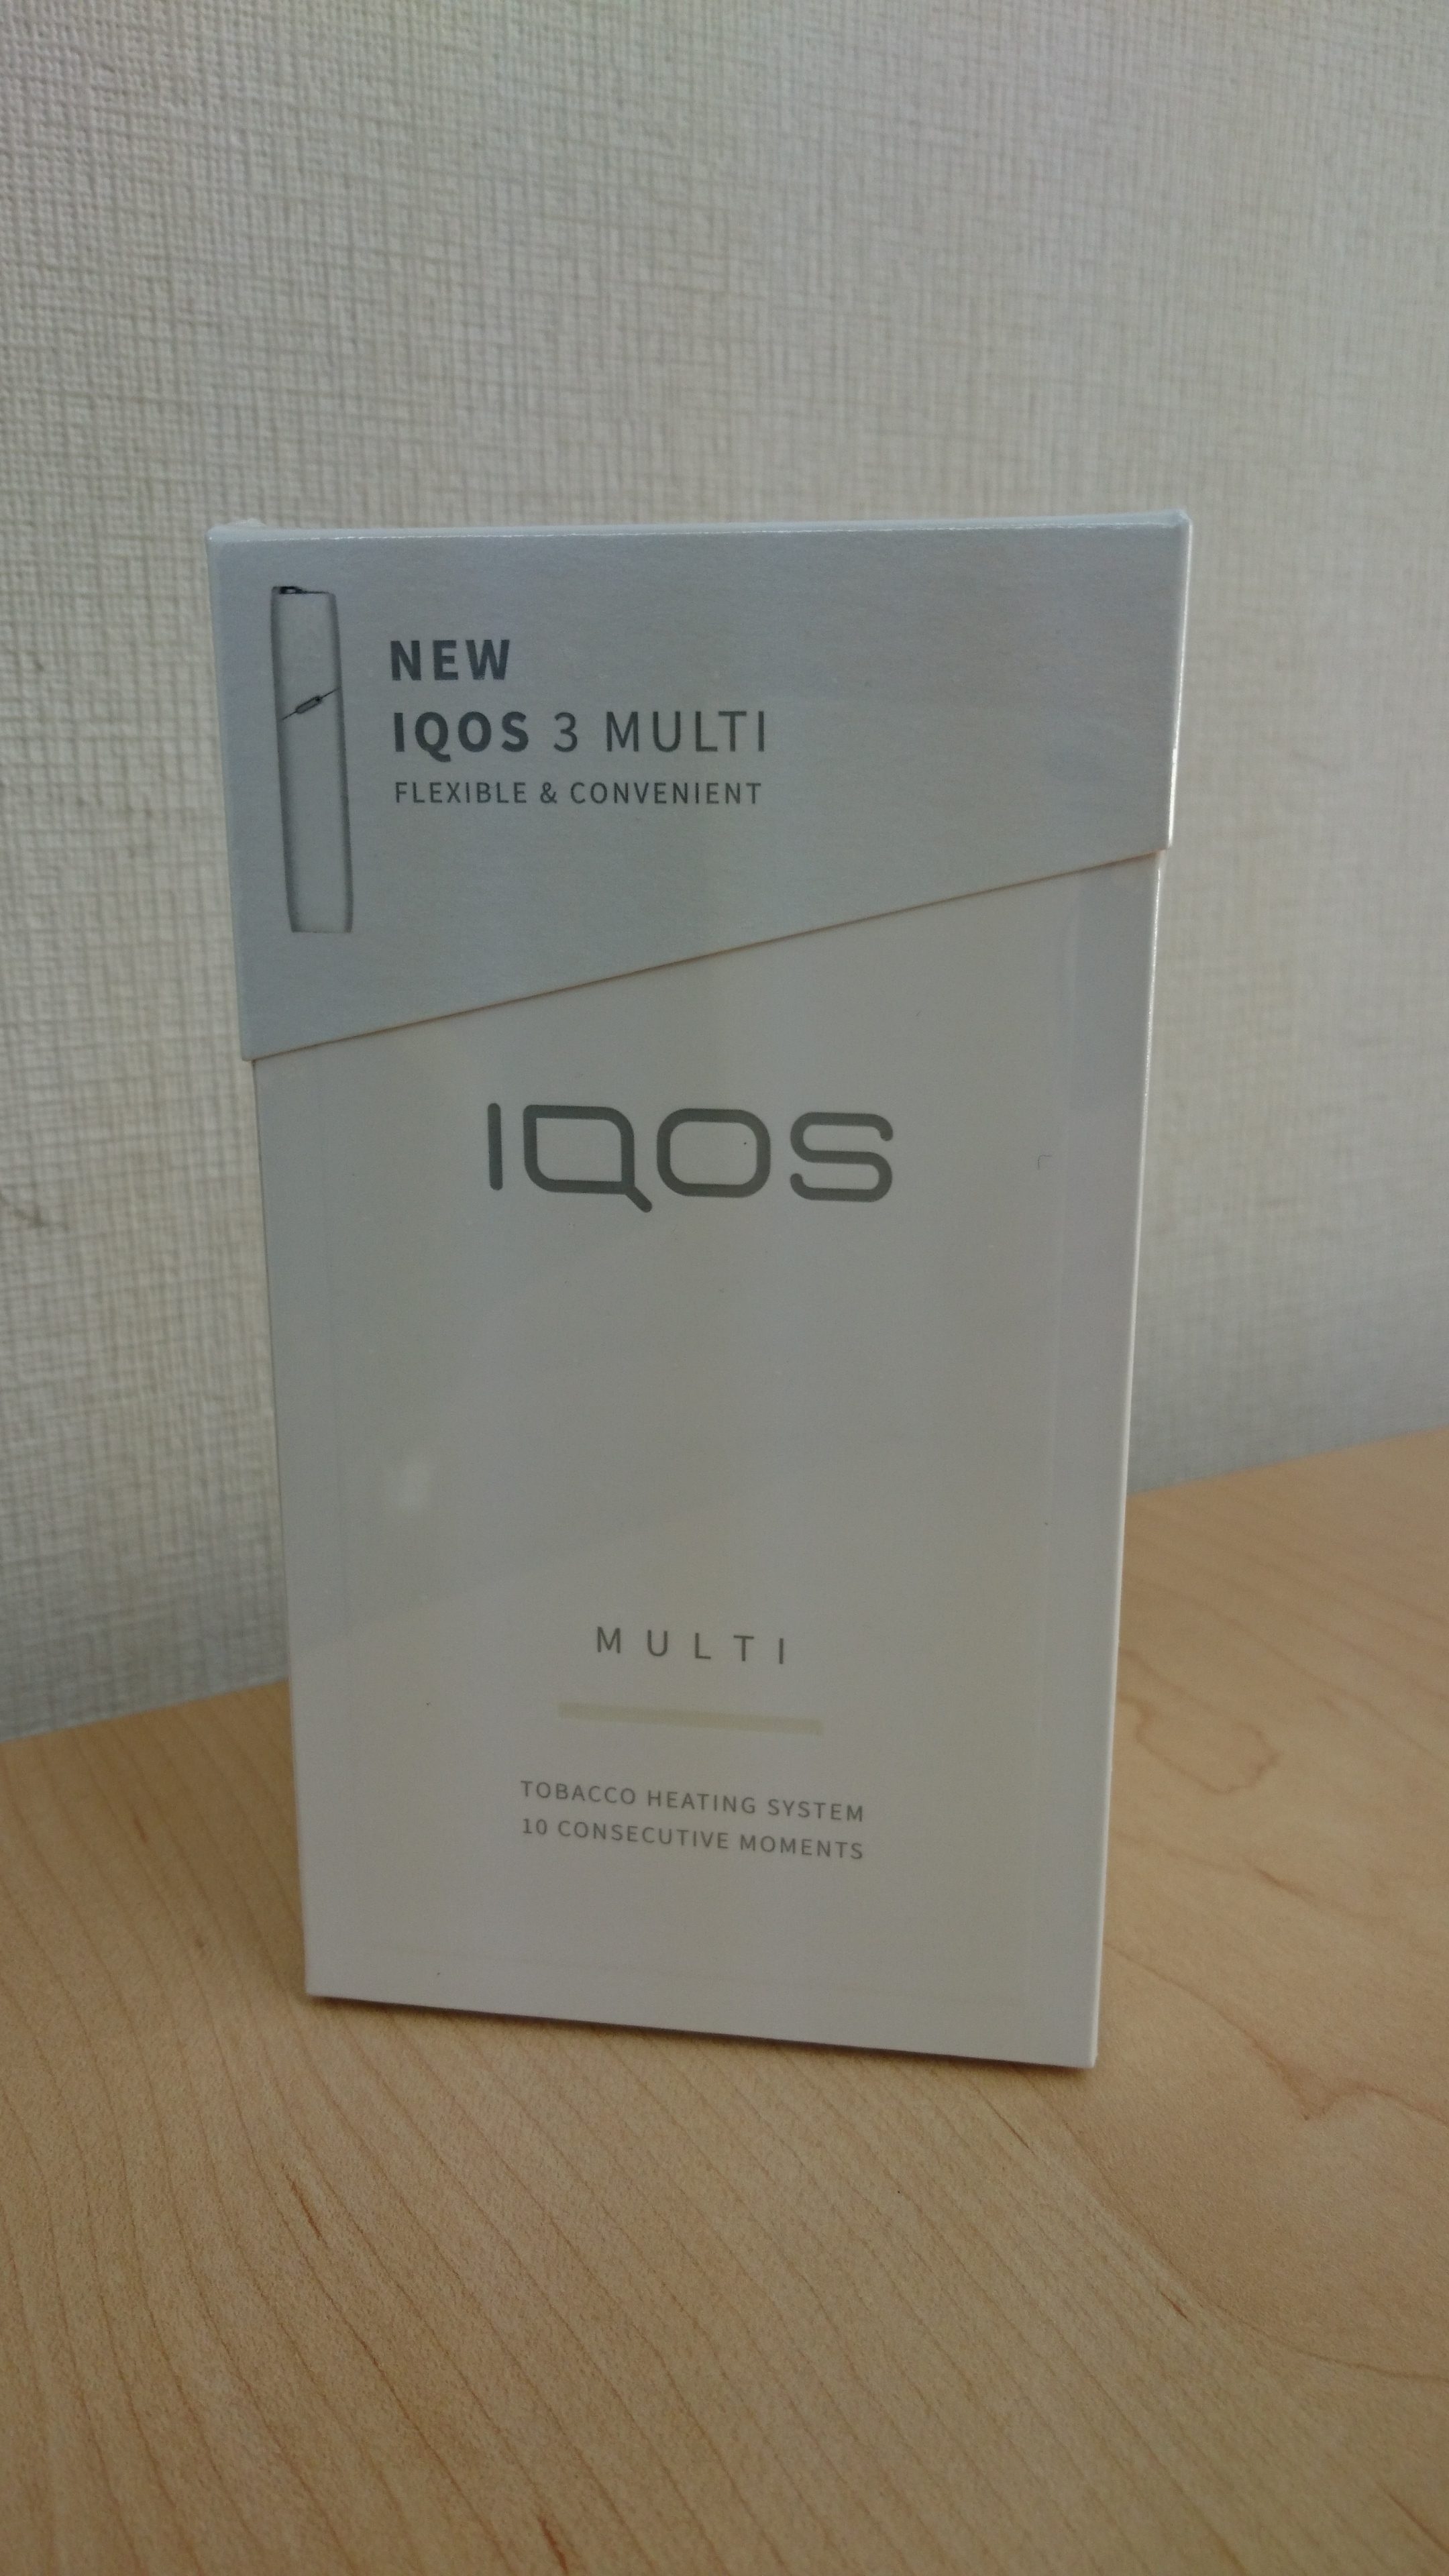 NEW
IQOS 3 MULTI
FLEXIBLE & CONVENIENT
IQOS
MULTI
TOBACCO HEATING SYSTEM
10 CONSECUTIVE MOMENTS